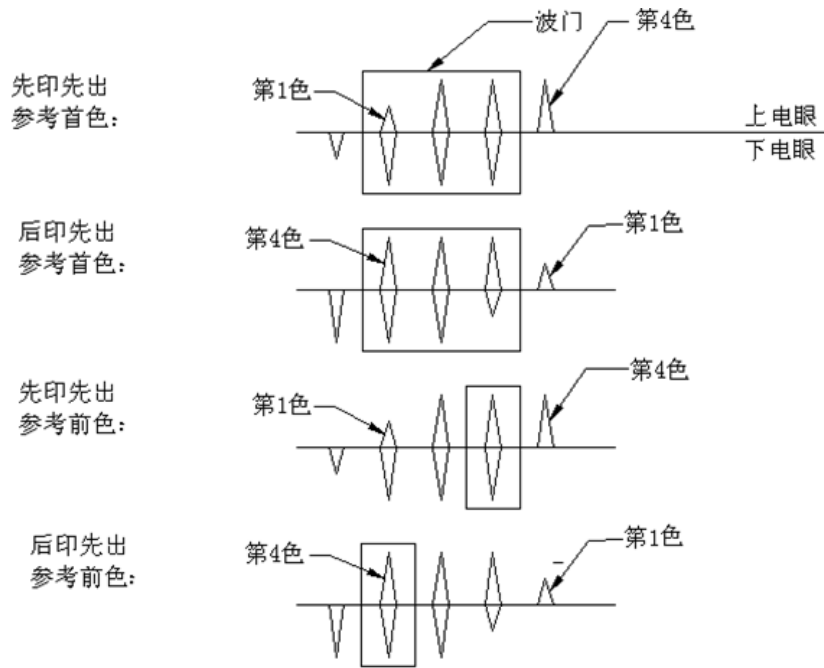 波门
第4色
先印先出
参考首色：
第1色
上电眼
下电眼
后印先出
参考首色：
第4色
第1色
先印先出
参考前色：
第1色
第4色
后印先出
参考前色：
第4色
第1色